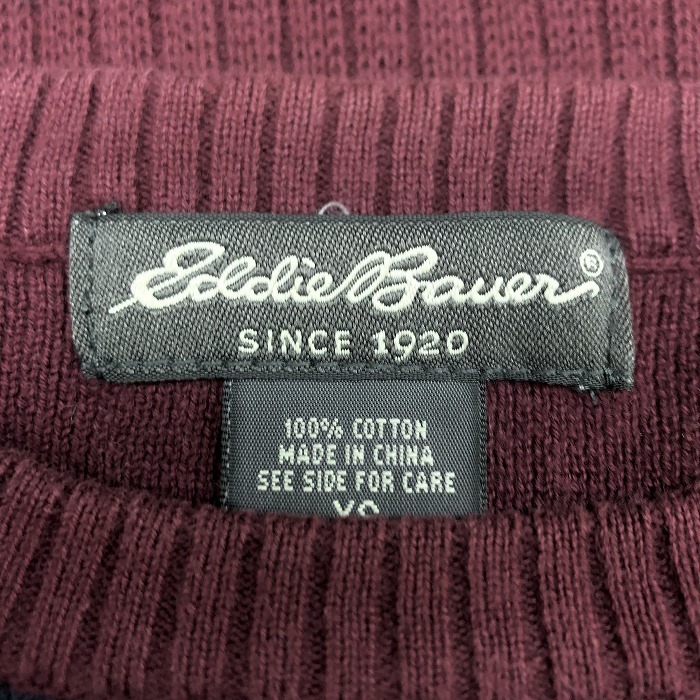 Eddie Bauer®
SINCE 1920
100% COTTON
MADE IN CHINA
SEE SIDE FOR CARE